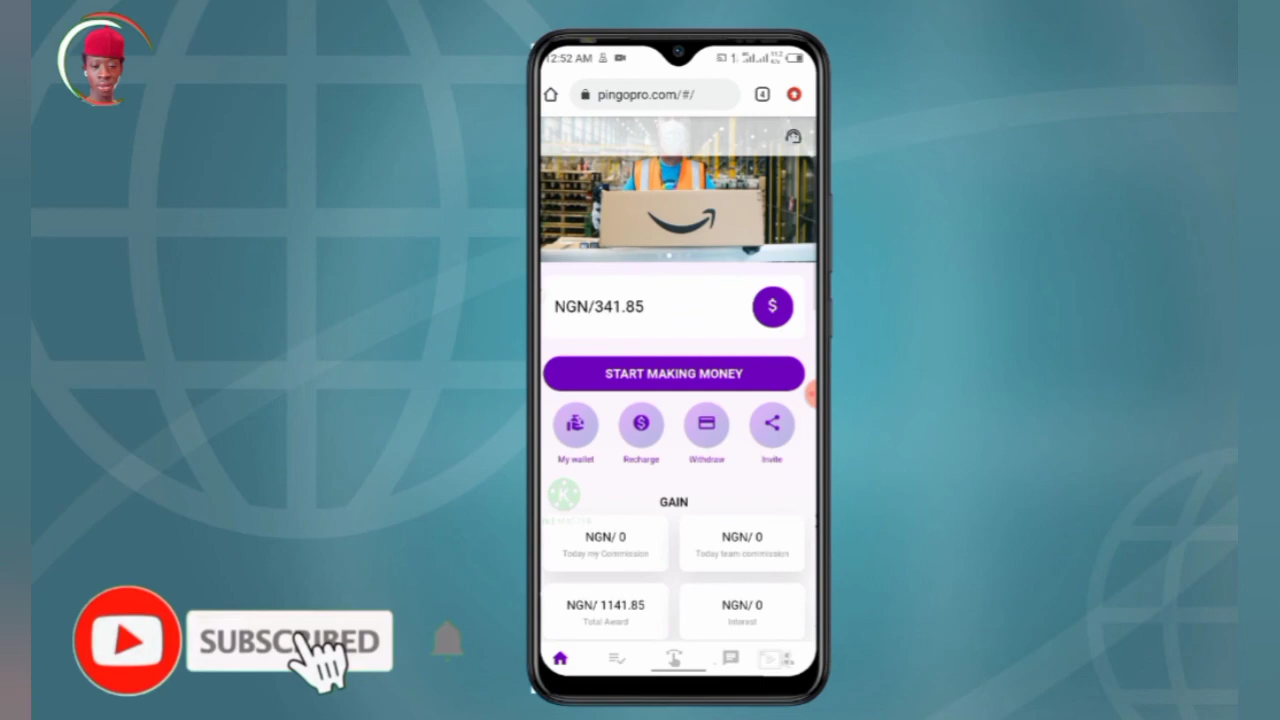 12:52 AM
pingopro.com/#/
4
NGN/341.85
$
START MAKING MONEY
My wallet
Recharge
Withdraw
Invite
K
GAIN
NGN/ 0
NGN/ 0
Today my Commission
Today team commission
NGN/ 1141.85
NGN/ 0
Total Award
Interest
SUBSCRIBED